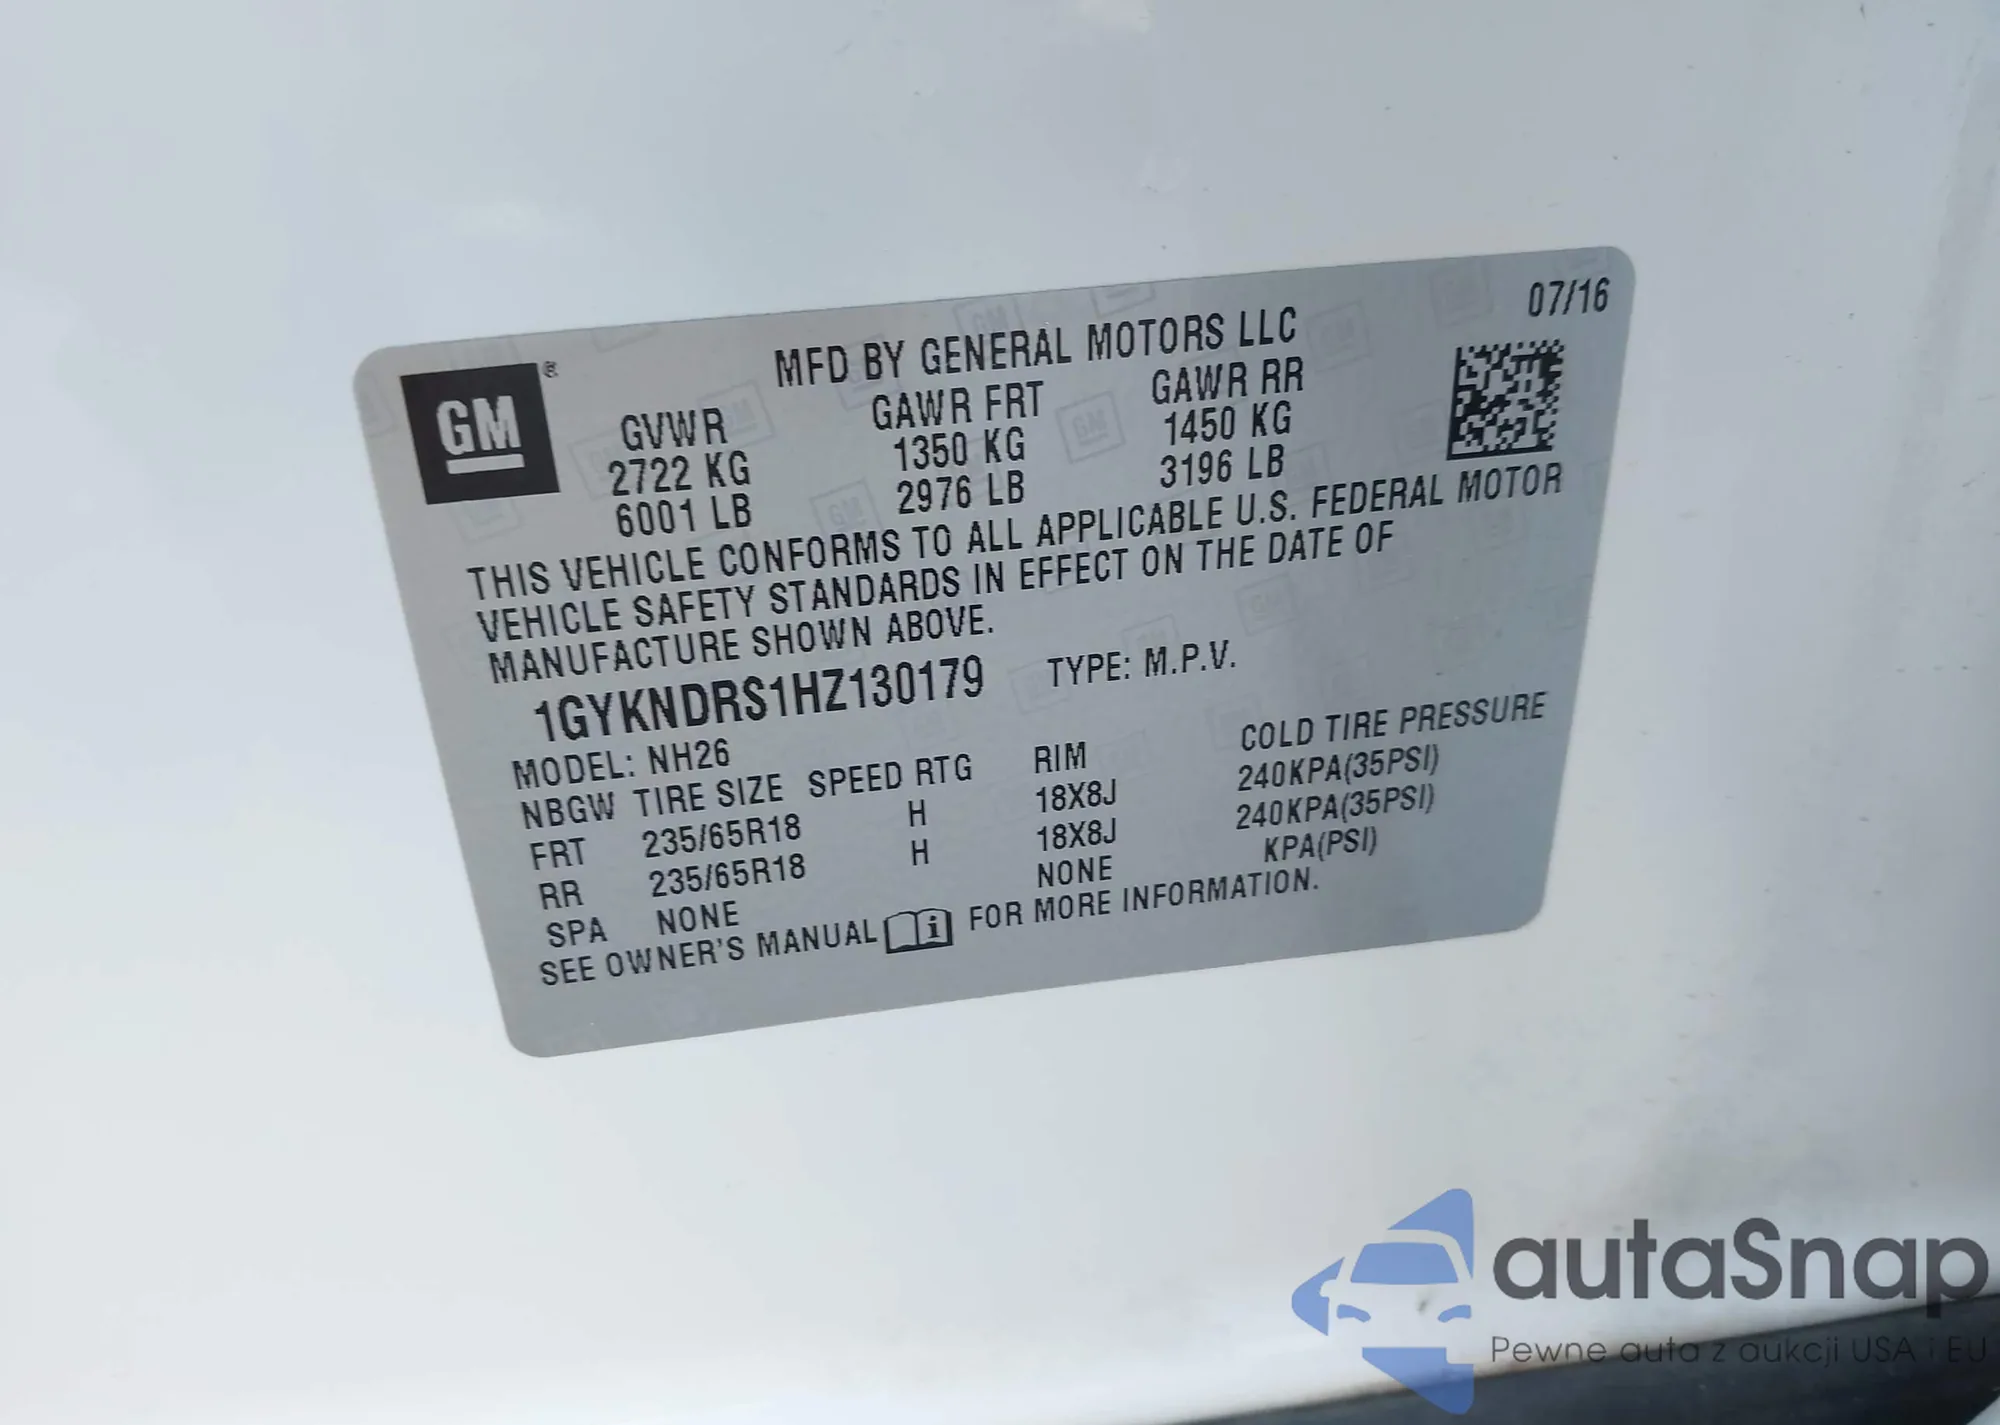 07/16
GM ®
MFD BY GENERAL MOTORS LLC
GVWR GAWR FRT GAWR RR
2722 KG 1350 KG 1450 KG
6001 LB 2976 LB 3196 LB
THIS VEHICLE CONFORMS TO ALL APPLICABLE U.S. FEDERAL MOTOR
VEHICLE SAFETY STANDARDS IN EFFECT ON THE DATE OF
MANUFACTURE SHOWN ABOVE.
1GYKNDRS1HZ130179 TYPE: M.P.V.
MODEL: NH26
NBGW TIRE SIZE SPEED RTG RIM COLD TIRE PRESSURE
FRT 235/65R18 H 18X8J 240KPA(35PSI)
RR 235/65R18 H 18X8J 240KPA(35PSI)
SPA NONE NONE KPA(PSI)
SEE OWNER'S MANUAL i FOR MORE INFORMATION.
autaSnap
Pewne auta z aukcji USA i EU